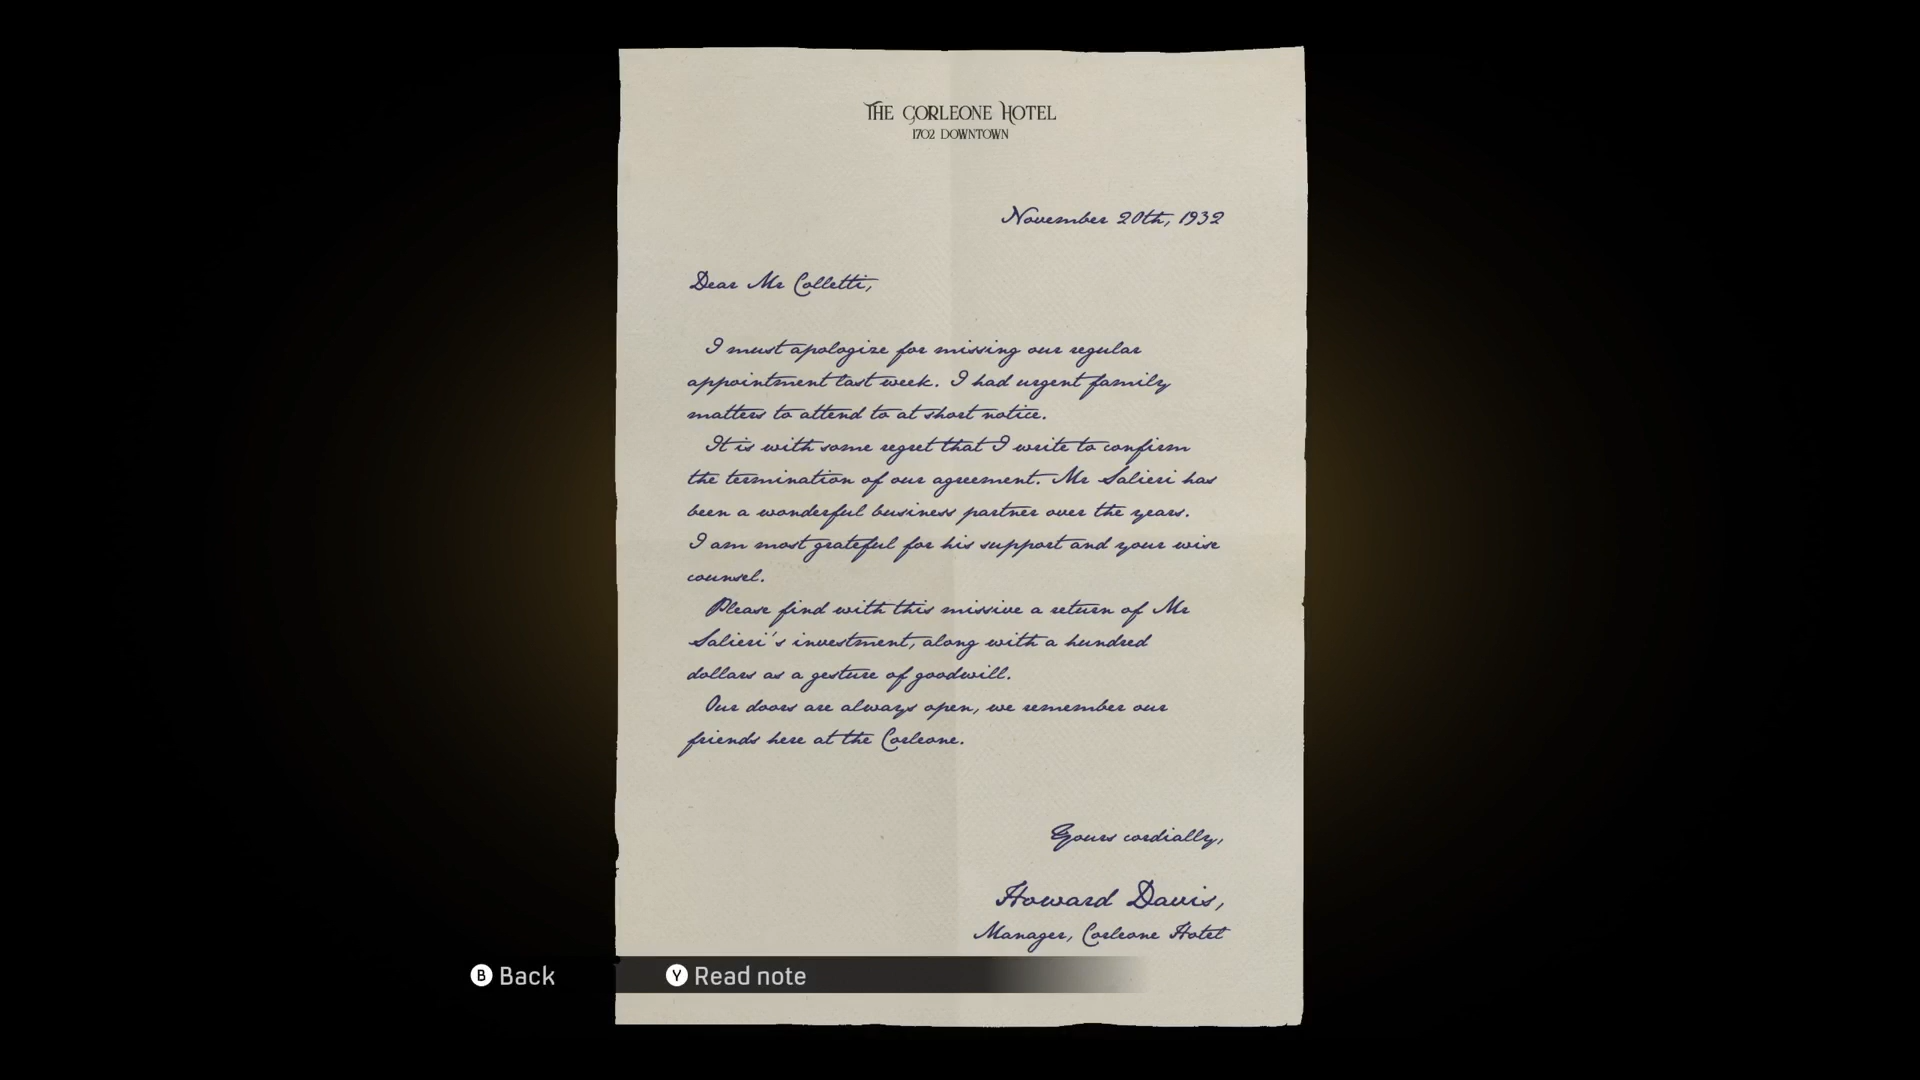 THE CORLEONE HOTEL
1702 DOWNTOWN
November 20th, 1932
Dear Mr Colletti,
I must apologize for missing our regular
appointment last week. I had urgent family
matters to attend to at short notice.
It is with some regret that I write to confirm
the termination of our agreement. Mr Salieri has
been a wonderful business partner over the years.
I am most grateful for his support and your wise
counsel.
Please find with this missive a return of Mr
Salieri's investment, along with a hundred
dollars as a gesture of goodwill.
Our doors are always open, we remember our
friends here at the Corleone.
Yours cordially,
Howard Davis,
Manager, Corleone Hotel
B Back
Y Read note